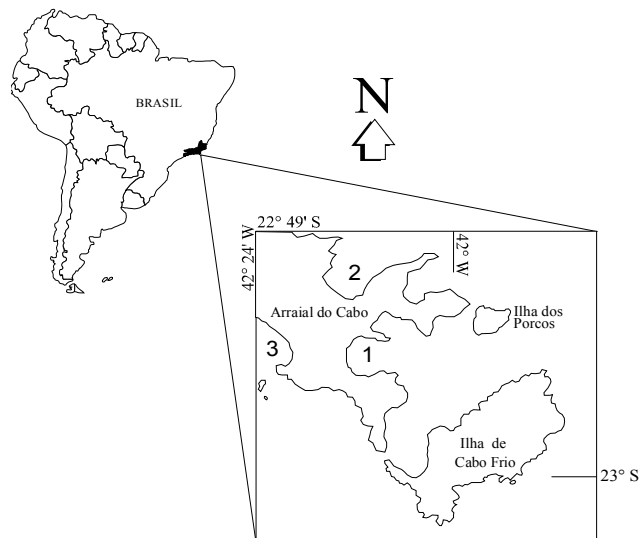 BRASIL
N
22° 49' S
42° 24' W
42° W
2
Arraial do Cabo
Ilha dos
Porcos
3
1
Ilha de
Cabo Frio
23° S